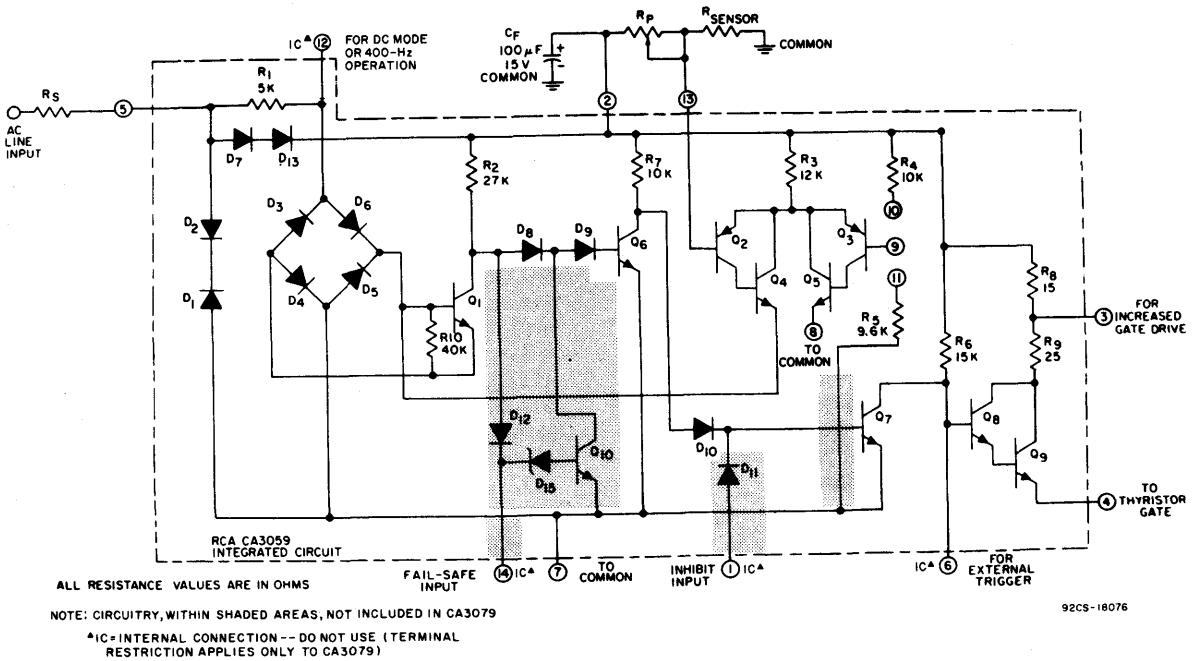 IC▲ 12
FOR DC MODE
OR 400-Hz
OPERATION
CF
100µF
15V
COMMON
+
-
RP
RSENSOR
COMMON
RS
AC
LINE
INPUT
5
R1
5K
2
13
D7
D13
R2
27K
R7
10K
R3
12K
R4
10K
10
D2
D1
D3
D6
D4
D5
D8
D9
Q6
Q2
Q3
9
Q1
R10
40K
Q4
Q5
8
TO
COMMON
11
R5
9.6K
R8
15
3
FOR
INCREASED
GATE DRIVE
R9
25
R6
15K
D12
D15
Q10
D10
D11
Q7
Q8
Q9
4
TO
THYRISTOR
GATE
RCA CA3059
INTEGRATED CIRCUIT
FAIL-SAFE
INPUT
14 IC▲
7
TO
COMMON
INHIBIT
INPUT
1 IC▲
IC▲ 6
FOR
EXTERNAL
TRIGGER
ALL RESISTANCE VALUES ARE IN OHMS
NOTE: CIRCUITRY, WITHIN SHADED AREAS, NOT INCLUDED IN CA3079
▲IC=INTERNAL CONNECTION--DO NOT USE (TERMINAL
RESTRICTION APPLIES ONLY TO CA3079)
92CS-18076